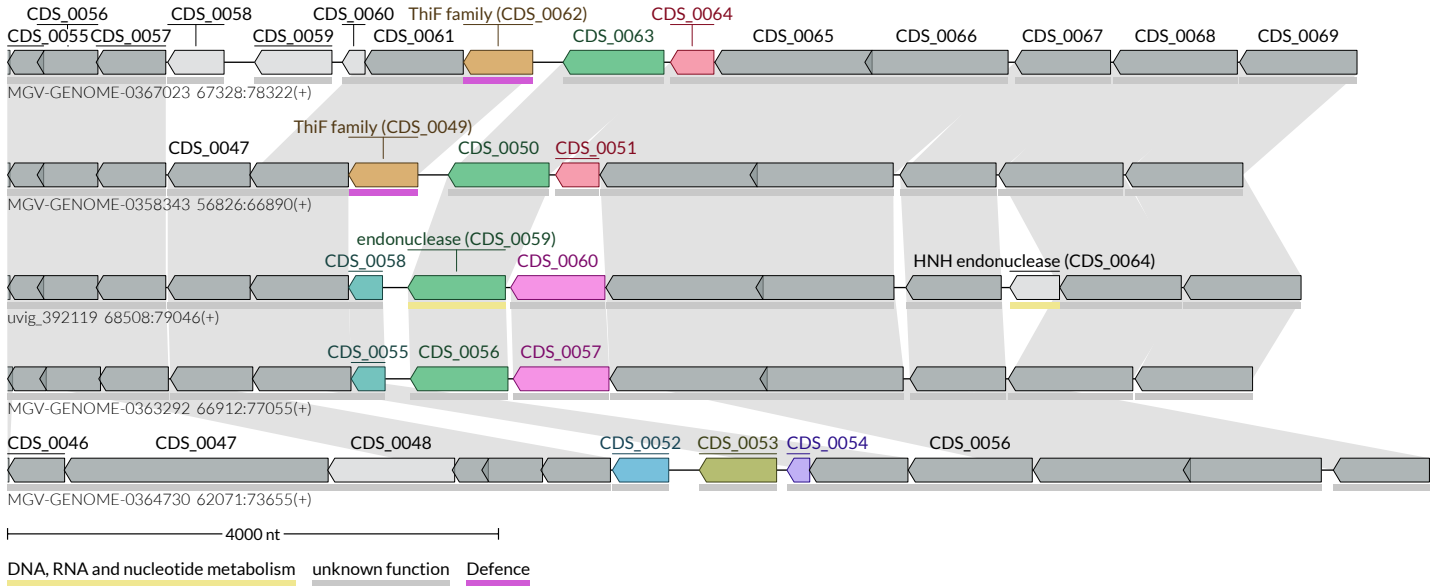 CDS_0056 CDS_0058 CDS_0060 ThiF family (CDS_0062) CDS_0064
CDS_0055 CDS_0057 CDS_0059 CDS_0061 CDS_0063 CDS_0065 CDS_0066 CDS_0067 CDS_0068 CDS_0069
MGV-GENOME-0367023 67328:78322(+)
ThiF family (CDS_0049)
CDS_0047 CDS_0050 CDS_0051
MGV-GENOME-0358343 56826:66890(+)
endonuclease (CDS_0059)
CDS_0058 CDS_0060 HNH endonuclease (CDS_0064)
uvig_392119 68508:79046(+)
CDS_0055 CDS_0056 CDS_0057
MGV-GENOME-0363292 66912:77055(+)
CDS_0046 CDS_0047 CDS_0048 CDS_0052 CDS_0053 CDS_0054 CDS_0056
MGV-GENOME-0364730 62071:73655(+)
4000 nt
DNA, RNA and nucleotide metabolism unknown function Defence